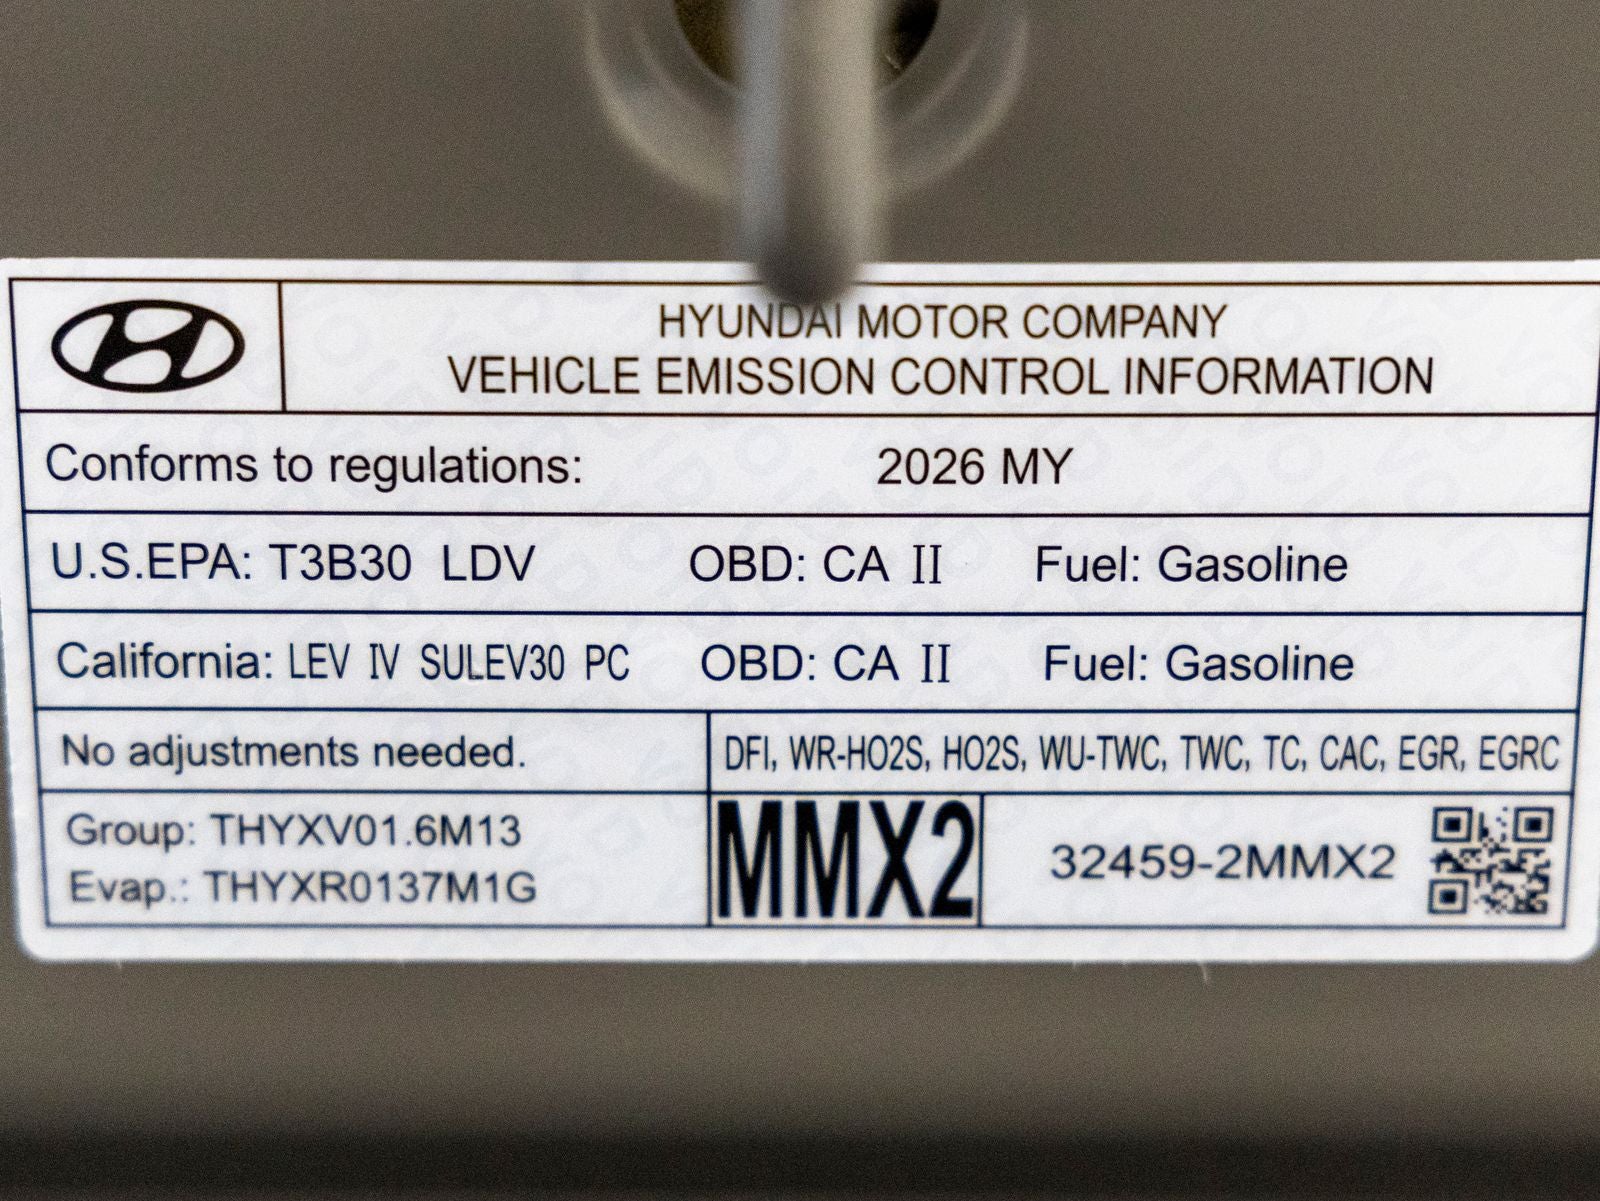 HYUNDAI MOTOR COMPANY
VEHICLE EMISSION CONTROL INFORMATION
Conforms to regulations: 2026 MY
U.S.EPA: T3B30 LDV OBD: CA II Fuel: Gasoline
California: LEV IV SULEV30 PC OBD: CA II Fuel: Gasoline
No adjustments needed. DFI, WR-HO2S, HO2S, WU-TWC, TWC, TC, CAC, EGR, EGRC
Group: THYXV01.6M13
Evap.: THYXR0137M1G
MMX2
32459-2MMX2